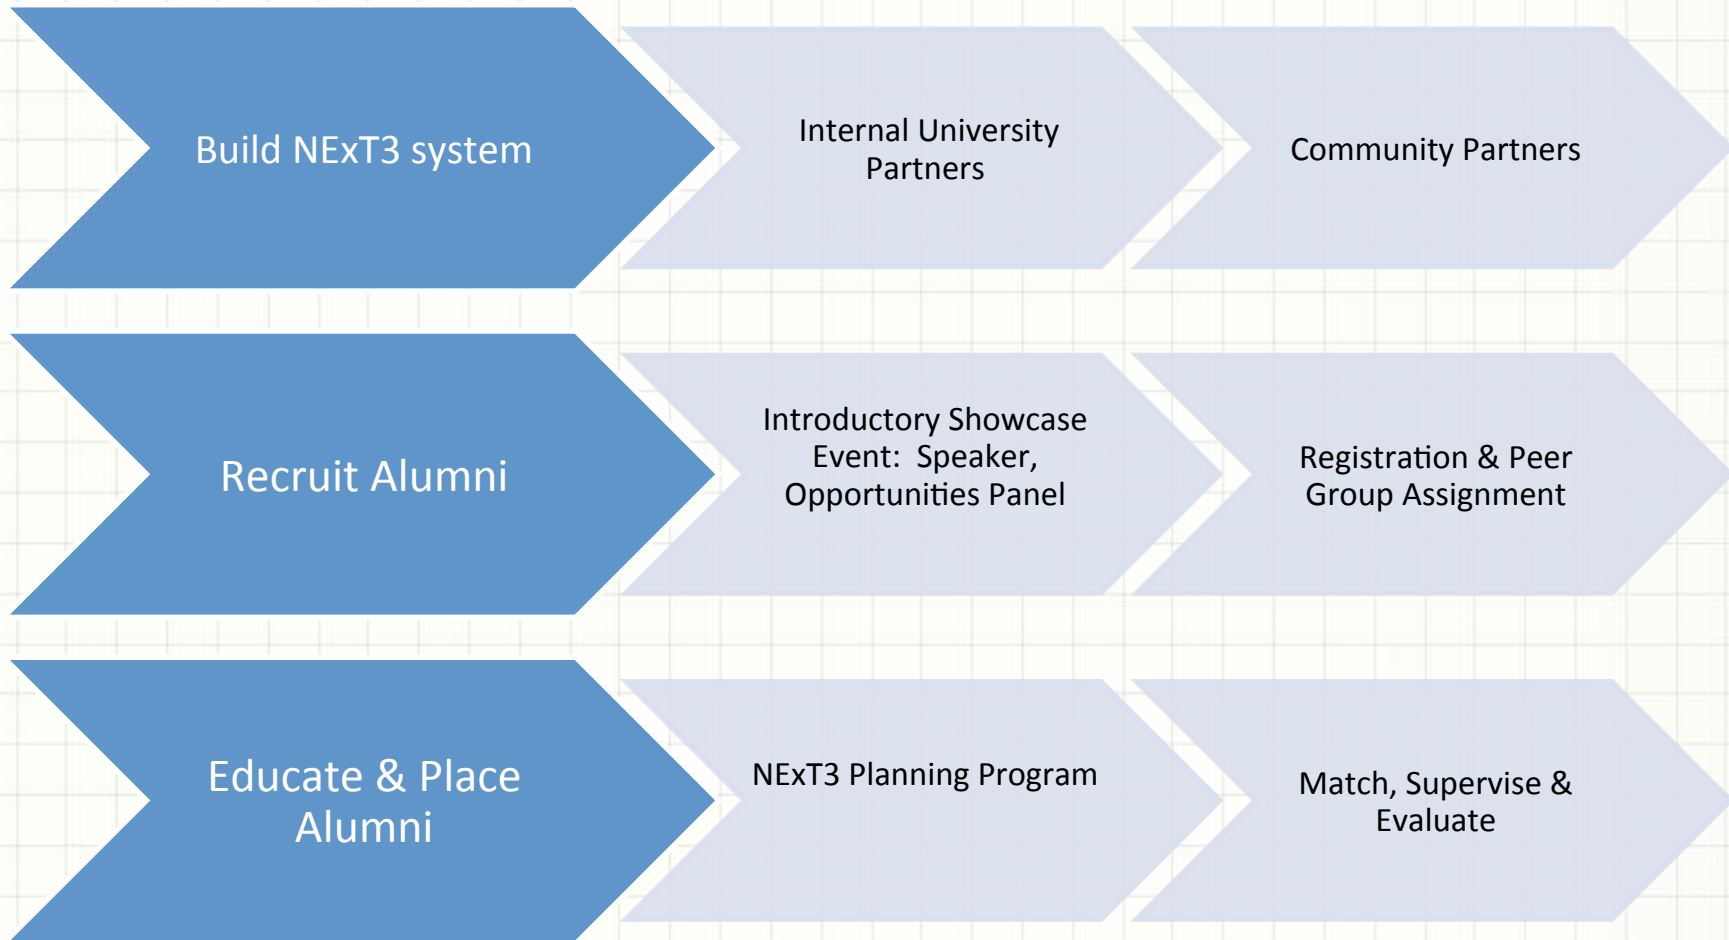 Build NExT3 system
Internal University
Partners
Community Partners
Recruit Alumni
Introductory Showcase
Event:  Speaker,
Opportunities Panel
Registration & Peer
Group Assignment
Educate & Place
Alumni
NExT3 Planning Program
Match, Supervise &
Evaluate